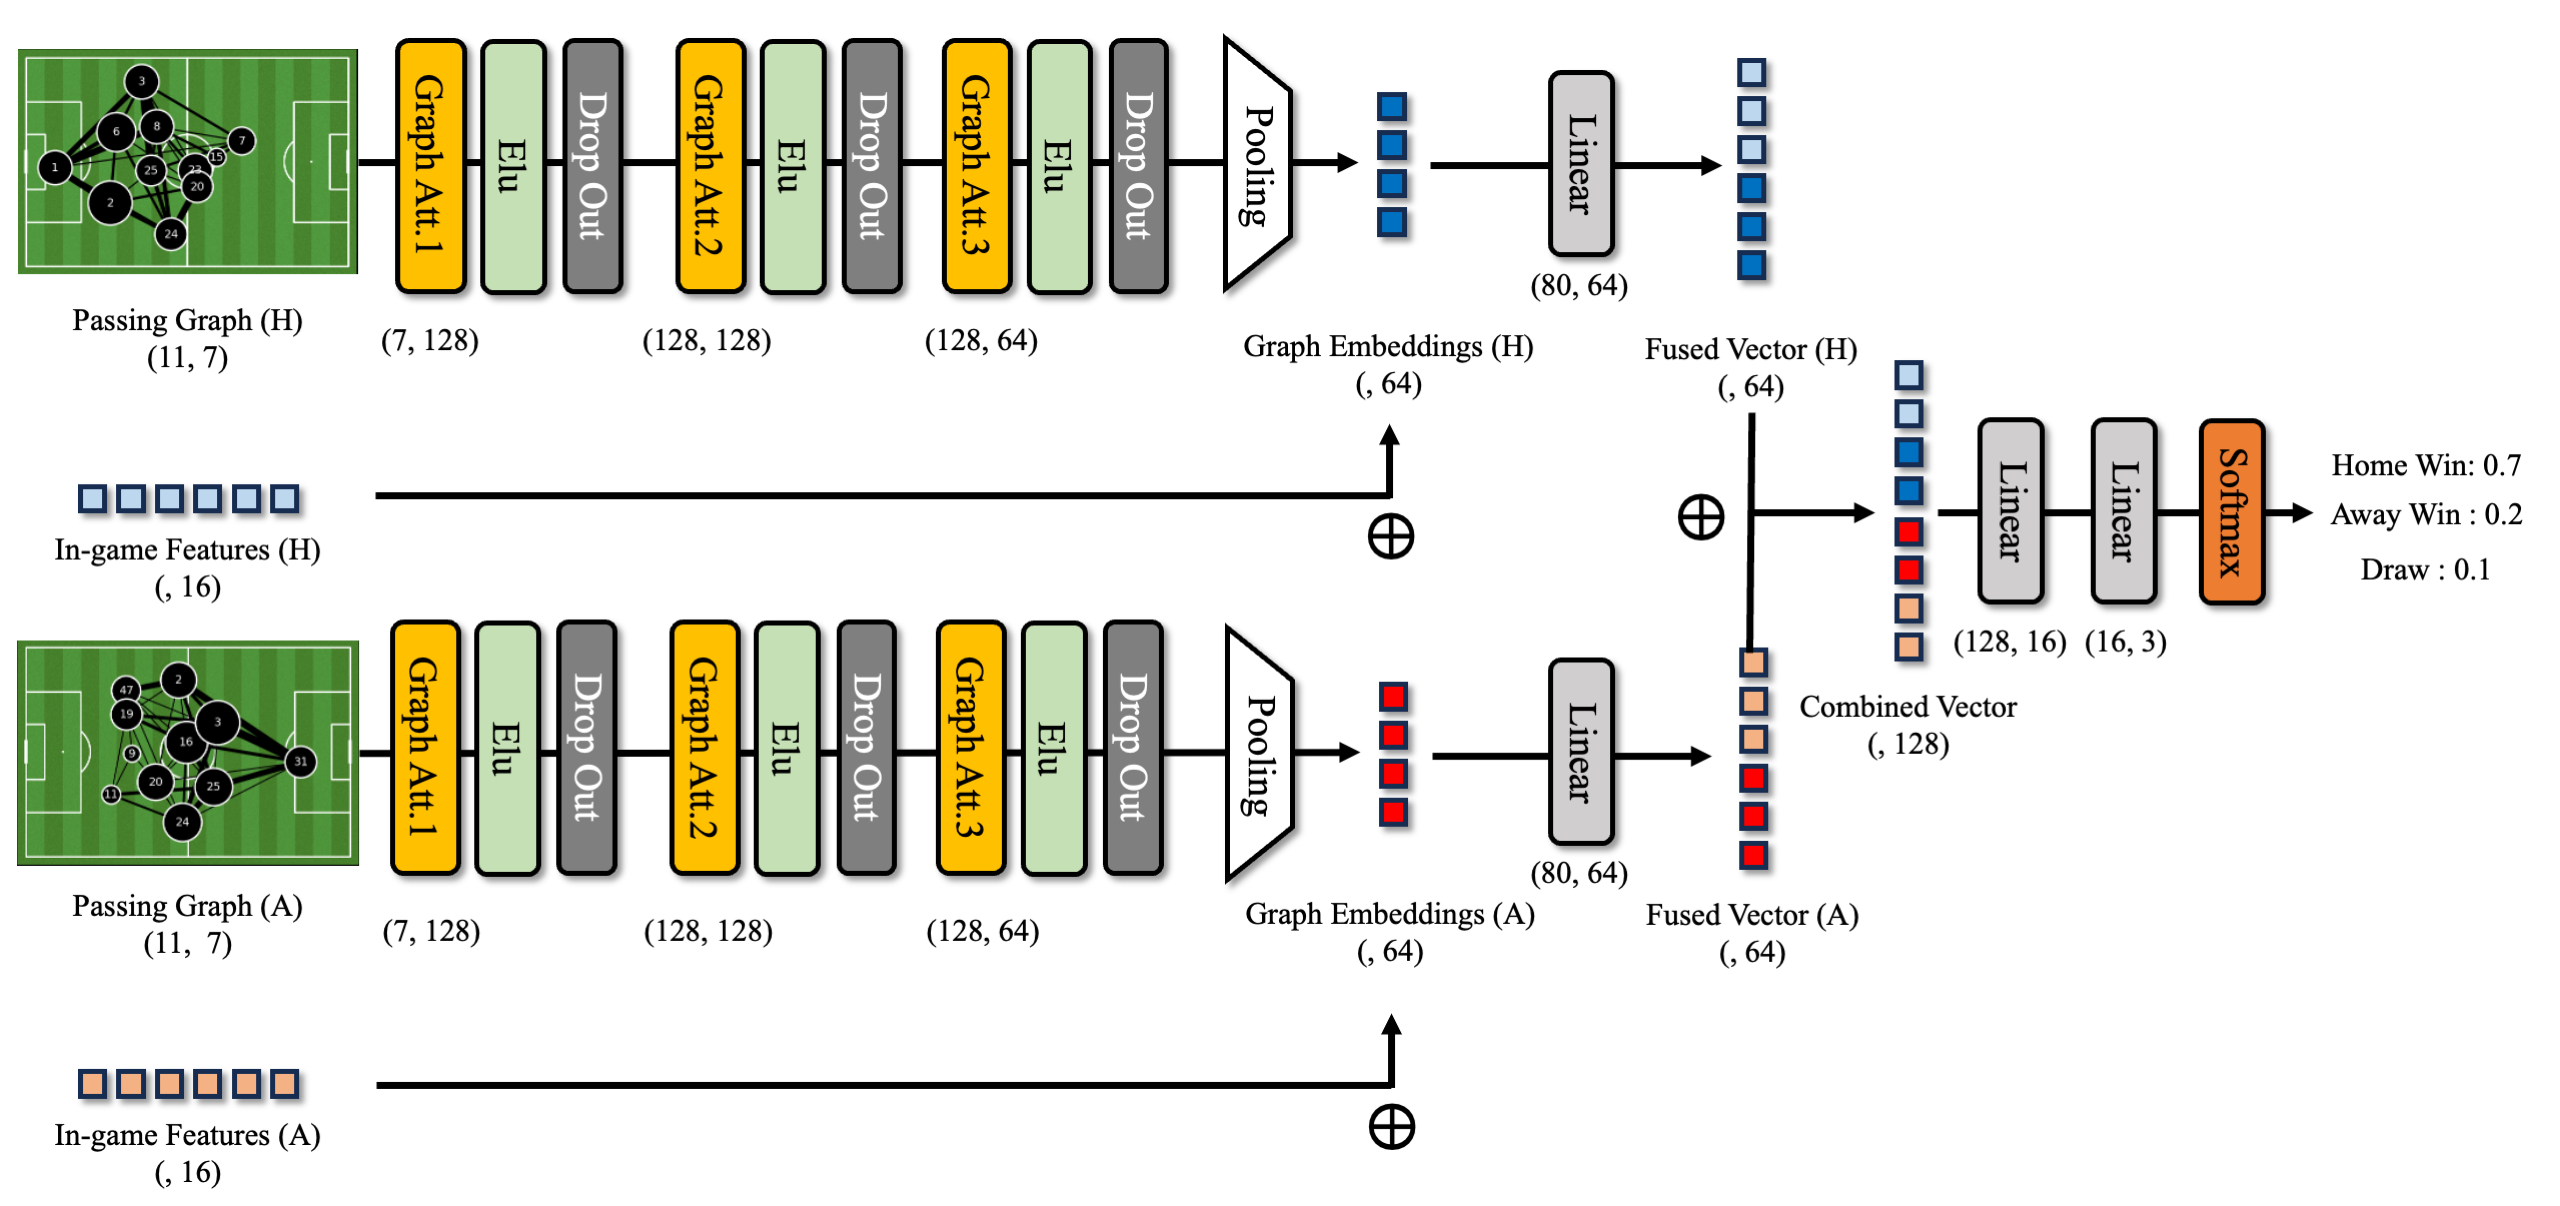 3
6
8
7
15
1
25
23
20
2
24
Graph Att.1
Elu
Drop Out
Graph Att.2
Elu
Drop Out
Graph Att.3
Elu
Drop Out
Pooling
Linear
(80, 64)
Passing Graph (H)
(11, 7)
(7, 128)
(128, 128)
(128, 64)
Graph Embeddings (H)
(, 64)
Fused Vector (H)
(, 64)
In-game Features (H)
(, 16)
Linear
Linear
Softmax
Home Win: 0.7
Away Win : 0.2
Draw : 0.1
(128, 16)
(16, 3)
Combined Vector
(, 128)
2
47
19
3
16
9
31
20
25
11
24
Graph Att.1
Elu
Drop Out
Graph Att.2
Elu
Drop Out
Graph Att.3
Elu
Drop Out
Pooling
Linear
(80, 64)
Passing Graph (A)
(11, 7)
(7, 128)
(128, 128)
(128, 64)
Graph Embeddings (A)
(, 64)
Fused Vector (A)
(, 64)
In-game Features (A)
(, 16)